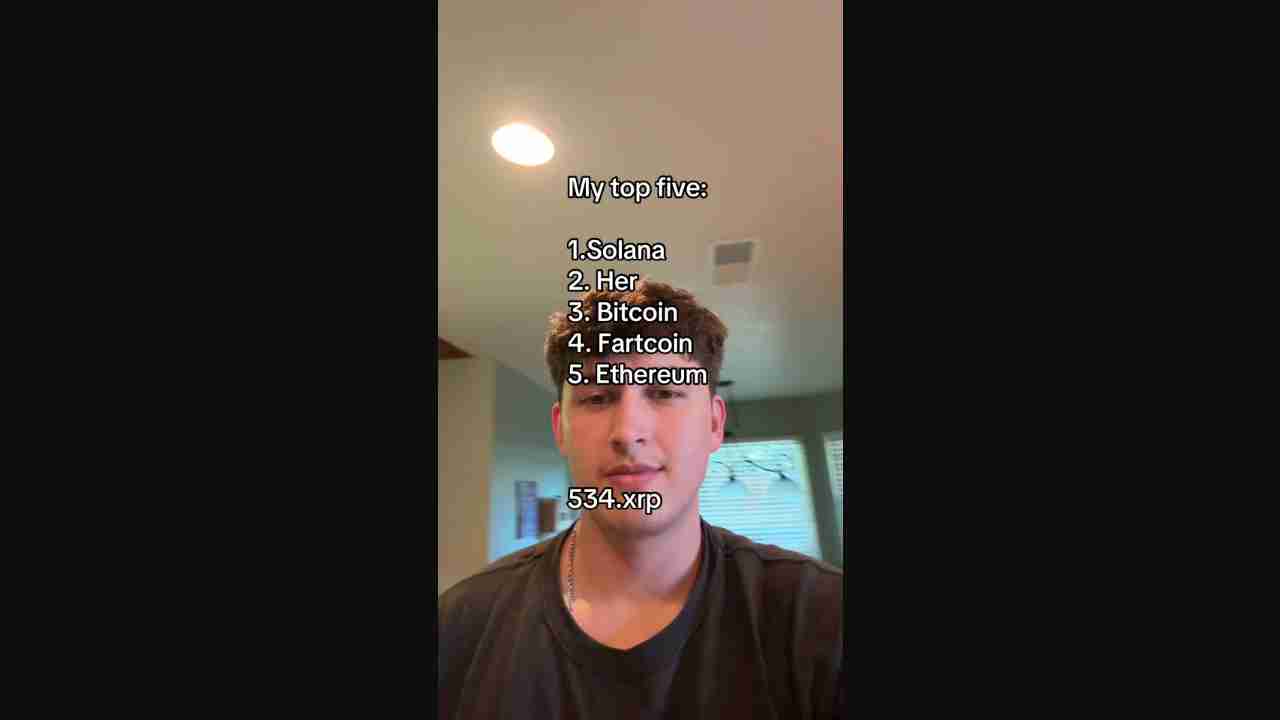 My top five:
1.Solana
2. Her
3. Bitcoin
4. Fartcoin
5. Ethereum
534.xrp